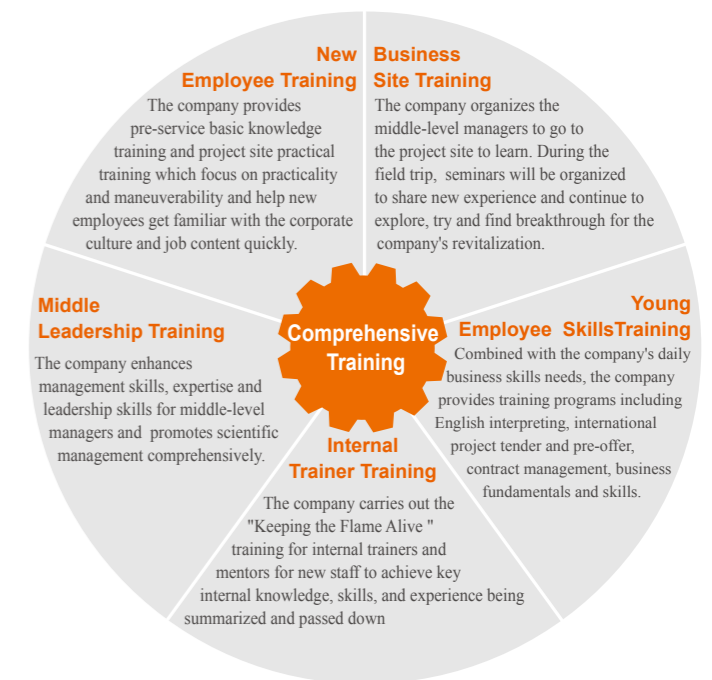 New
Employee Training
The company provides
pre-service basic knowledge
training and project site practical
training which focus on practicality
and maneuverability and help new
employees get familiar with the corporate
culture and job content quickly.
Business
Site Training
The company organizes the
middle-level managers to go to
the project site to learn. During the
field trip, seminars will be organized
to share new experience and continue to
explore, try and find breakthrough for the
company's revitalization.
Middle
Leadership Training
The company enhances
management skills, expertise and
leadership skills for middle-level
managers and promotes scientific
management comprehensively.
Comprehensive
Training
Young
Employee SkillsTraining
Combined with the company's daily
business skills needs, the company
provides training programs including
English interpreting, international
project tender and pre-offer,
contract management, business
fundamentals and skills.
Internal
Trainer Training
The company carries out the
"Keeping the Flame Alive "
training for internal trainers and
mentors for new staff to achieve key
internal knowledge, skills, and experience being
summarized and passed down